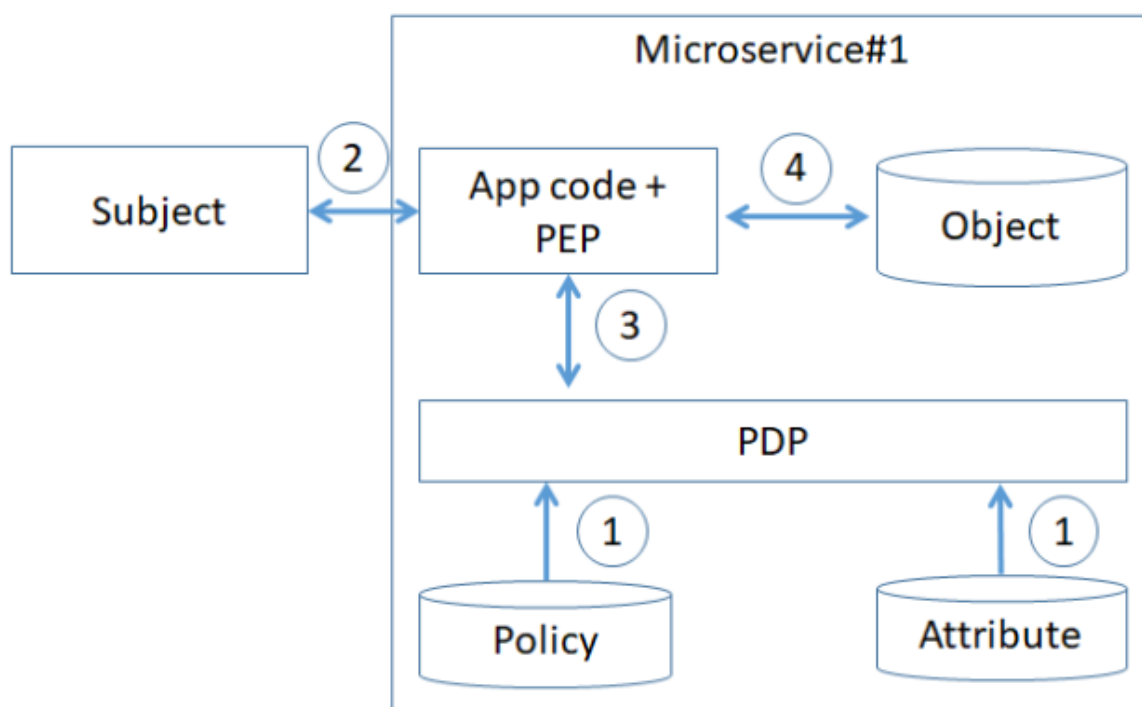 Microservice#1
2
4
Subject
App code +
PEP
Object
3
PDP
1
1
Policy
Attribute